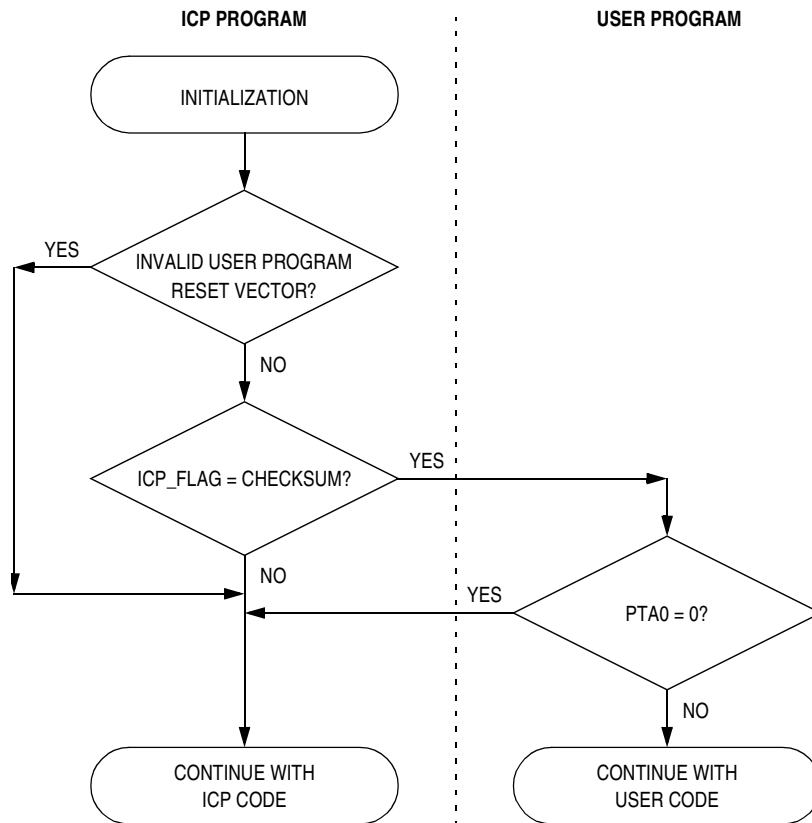 ICP PROGRAM
USER PROGRAM
INITIALIZATION
YES
INVALID USER PROGRAM
RESET VECTOR?
NO
ICP_FLAG = CHECKSUM?
YES
NO
YES
PTA0 = 0?
NO
CONTINUE WITH
ICP CODE
CONTINUE WITH
USER CODE